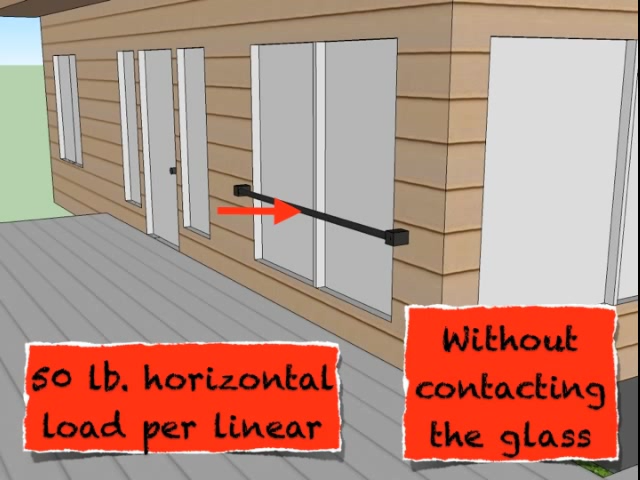 50 lb. horizontal
load per linear
Without
contacting
the glass